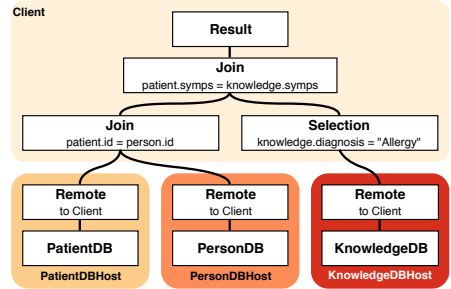 Client
Result
Join
patient.symps = knowledge.symps
Join
patient.id = person.id
Selection
knowledge.diagnosis = "Allergy"
Remote
to Client
Remote
to Client
Remote
to Client
PatientDB
PersonDB
KnowledgeDB
PatientDBHost
PersonDBHost
KnowledgeDBHost